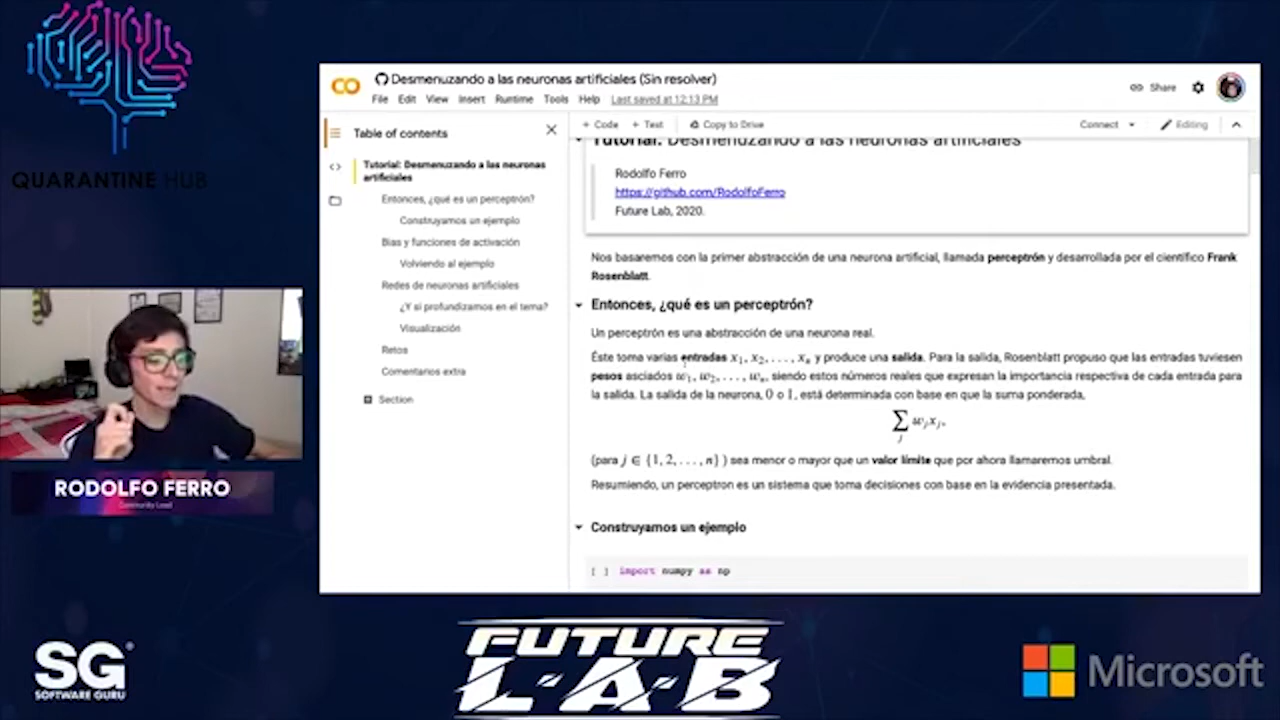 QUARANTINE HUB
RODOLFO FERRO
Community Lead
SG
SOFTWARE GURU
FUTURE
L·A·B
Microsoft
Desmenuzando a las neuronas artificiales (Sin resolver)
File Edit View Insert Runtime Tools Help Last saved at 12:13 PM
Share
+ Code + Text Copy to Drive
Connect Editing
Table of contents
Tutorial: Desmenuzando a las neuronas
artificiales
Entonces, ¿qué es un perceptrón?
Construyamos un ejemplo
Bias y funciones de activación
Volviendo al ejemplo
Redes de neuronas artificiales
¿Y si profundizamos en el tema?
Visualización
Retos
Comentarios extra
Section
Tutorial: Desmenuzando a las neuronas artificiales
Rodolfo Ferro
https://github.com/RodolfoFerro
Future Lab, 2020.
Nos basaremos con la primer abstracción de una neurona artificial, llamada perceptrón y desarrollada por el científico Frank
Rosenblatt.
Entonces, ¿qué es un perceptrón?
Un perceptrón es una abstracción de una neurona real.
Éste toma varias entradas x₁, x₂, . . . , xₙ y produce una salida. Para la salida, Rosenblatt propuso que las entradas tuviesen
pesos asciados w₁, w₂, . . . , wₙ, siendo estos números reales que expresan la importancia respectiva de cada entrada para
la salida. La salida de la neurona, 0 o 1, está determinada con base en que la suma ponderada,
∑ⱼ wⱼxⱼ,
(para j ∈ {1, 2, . . . , n} ) sea menor o mayor que un valor límite que por ahora llamaremos umbral.
Resumiendo, un perceptron es un sistema que toma decisiones con base en la evidencia presentada.
Construyamos un ejemplo
[ ] import numpy as np